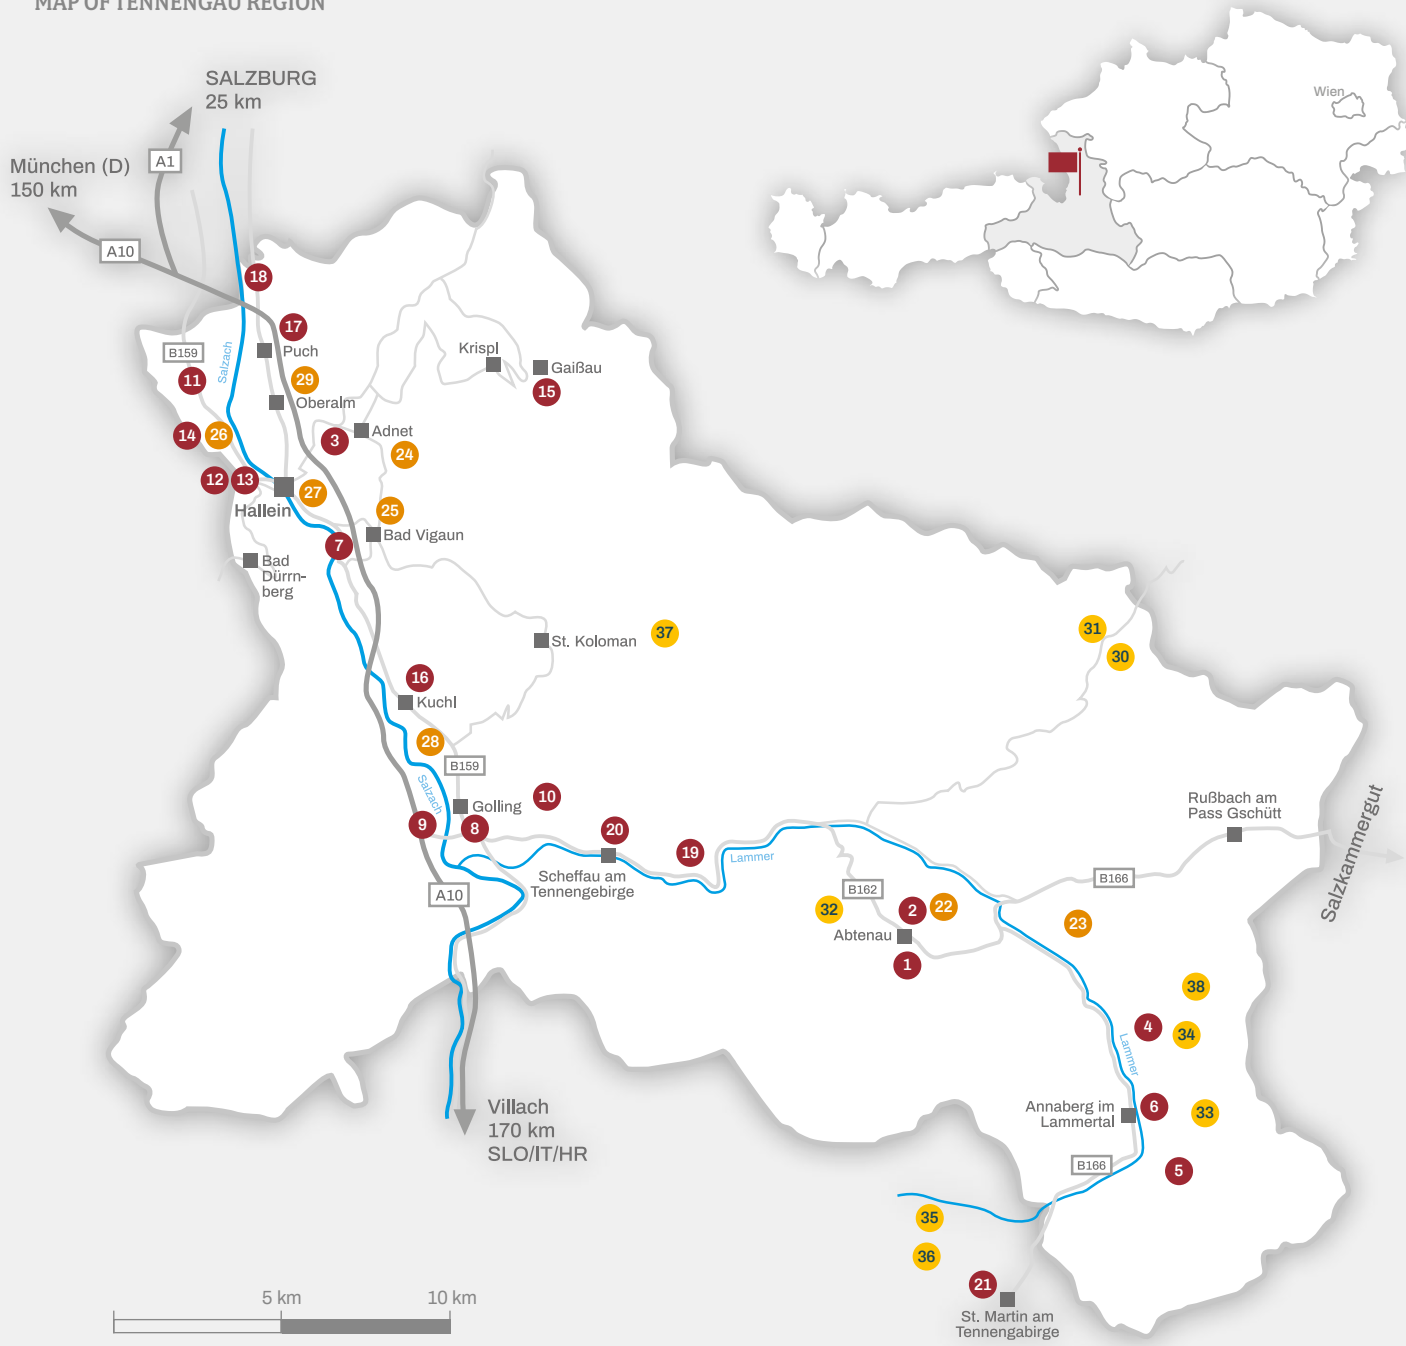 MAP OF TENNENGAU REGION
SALZBURG
25 km
Wien
A1
München (D)
150 km
A10
18
17
Puch
B159
Salzach
Krispl
Gaißau
11
29
15
Oberalm
14
26
3
Adnet
24
12
13
27
Hallein
25
Bad Vigaun
7
Bad
Dürrn-
berg
37
St. Koloman
31
30
16
Kuchl
28
B159
Salzach
Golling
10
9
8
20
19
Lammer
Rußbach am
Pass Gschütt
Salzkammergut
Scheffau am
Tennengebirge
A10
B162
B166
32
2
22
23
Abtenau
1
38
4
34
Lammer
Annaberg im
Lammertal
6
33
B166
5
Villach
170 km
SLO/IT/HR
35
36
21
St. Martin am
Tennengabirge
5 km
10 km